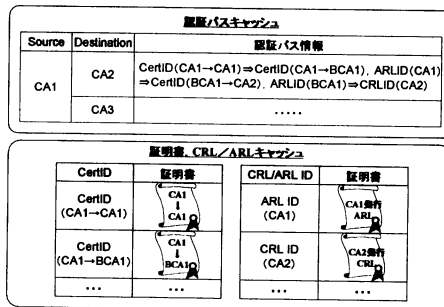 認証パスキャッシュ
Source Destination 認証パス情報
CA1
CA2
CertID(CA1→CA1)⇒CertID(CA1→BCA1), ARLID(CA1)
⇒CertID(BCA1→CA2), ARLID(BCA1)⇒CRLID(CA2)
CA3
.....
証明書、CRL/ARLキャッシュ
CertID 証明書
CertID
(CA1→CA1)
CA1
↓
CA1
CertID
(CA1→BCA1)
CA1
↓
BCA1
... ...
CRL/ARL ID 証明書
ARL ID
(CA1)
CA1発行
ARL
CRL ID
(CA2)
CA2発行
CRL
... ...